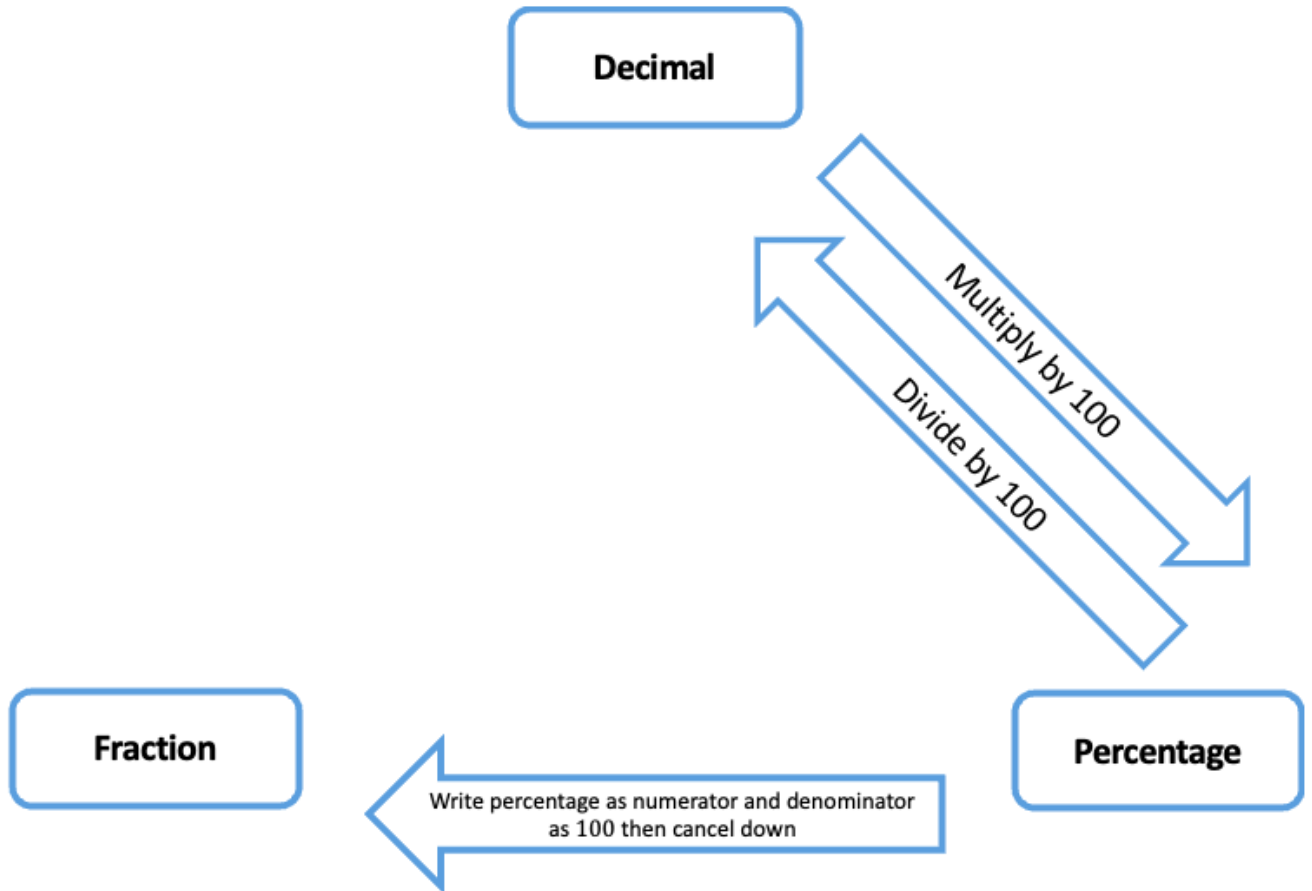 Decimal
Multiply by 100
Divide by 100
Fraction
Percentage
Write percentage as numerator and denominator
as 100 then cancel down